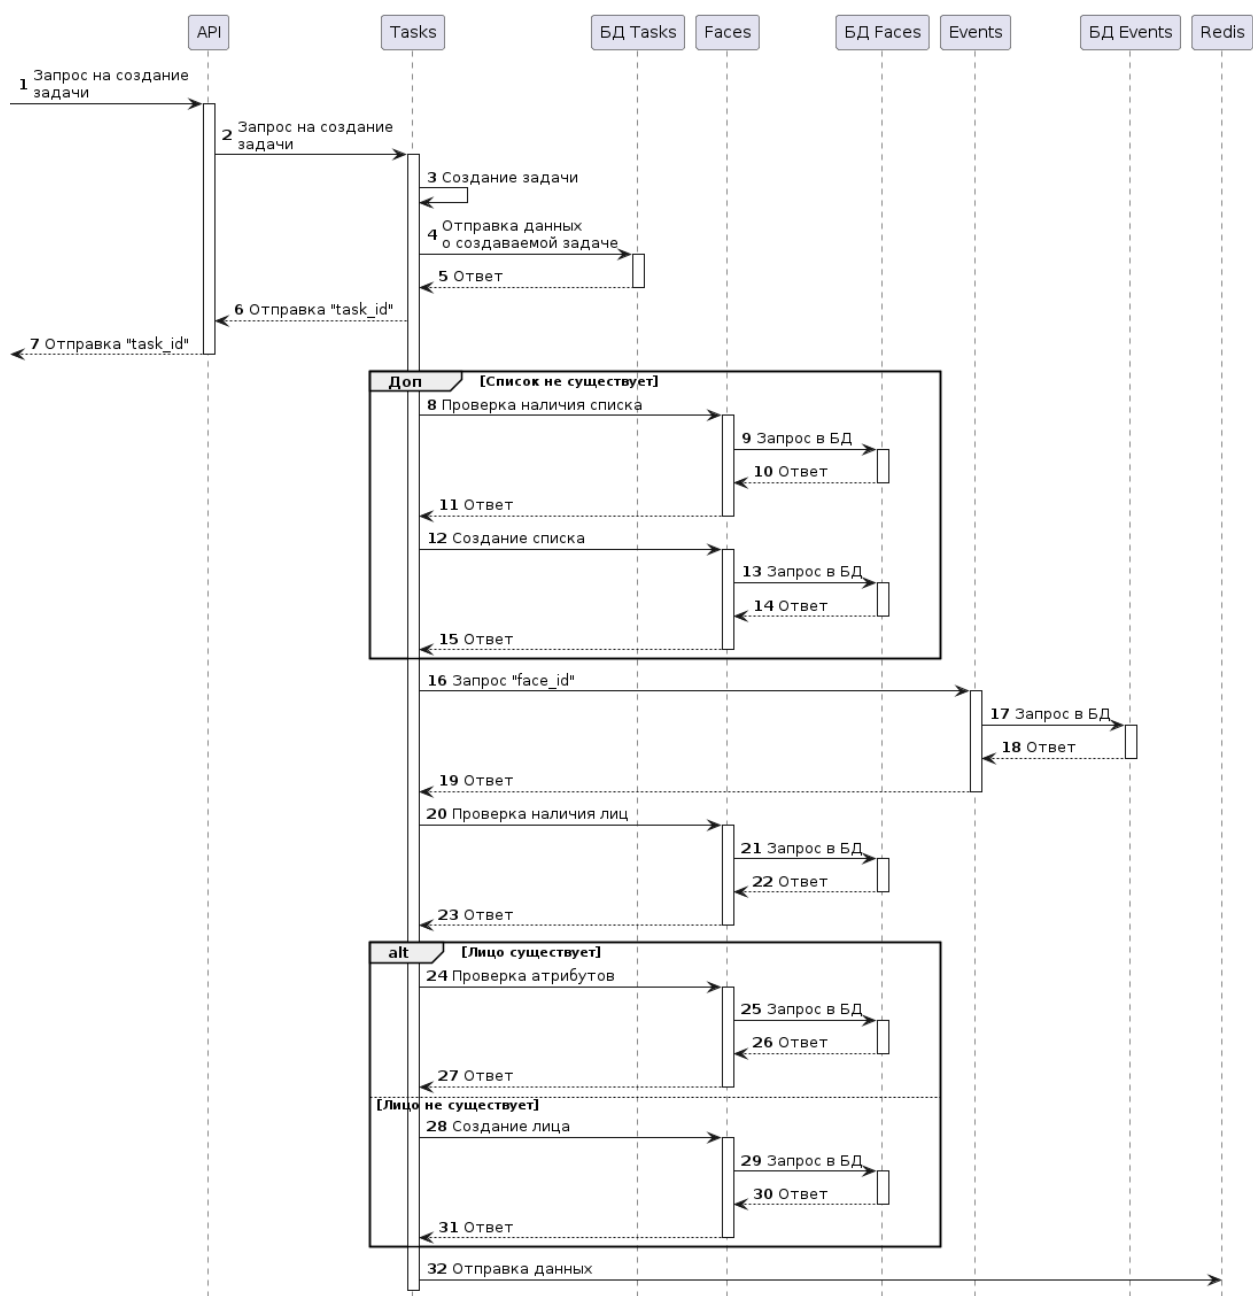 API
Tasks
БД Tasks
Faces
БД Faces
Events
БД Events
Redis
1 Запрос на создание
задачи
2 Запрос на создание
задачи
3 Создание задачи
4 Отправка данных
о создаваемой задаче
5 Ответ
6 Отправка "task_id"
7 Отправка "task_id"
Доп [Список не существует]
8 Проверка наличия списка
9 Запрос в БД
10 Ответ
11 Ответ
12 Создание списка
13 Запрос в БД
14 Ответ
15 Ответ
16 Запрос "face_id"
17 Запрос в БД
18 Ответ
19 Ответ
20 Проверка наличия лиц
21 Запрос в БД
22 Ответ
23 Ответ
alt [Лицо существует]
24 Проверка атрибутов
25 Запрос в БД
26 Ответ
27 Ответ
[Лицо не существует]
28 Создание лица
29 Запрос в БД
30 Ответ
31 Ответ
32 Отправка данных